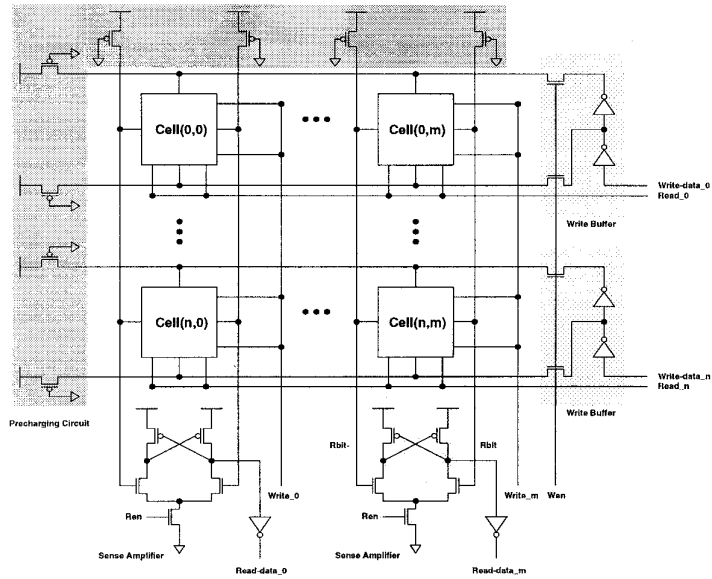 Cell(0,0)
Cell(0,m)
Write-data_0
Read_0
Write Buffer
Cell(n,0)
Cell(n,m)
Write-data_n
Read_n
Precharging Circuit
Write Buffer
Rbit-
Rbit
Write_0
Write_m
Wen
Ren
Ren
Sense Amplifier
Sense Amplifier
Read-data_0
Read-data_m